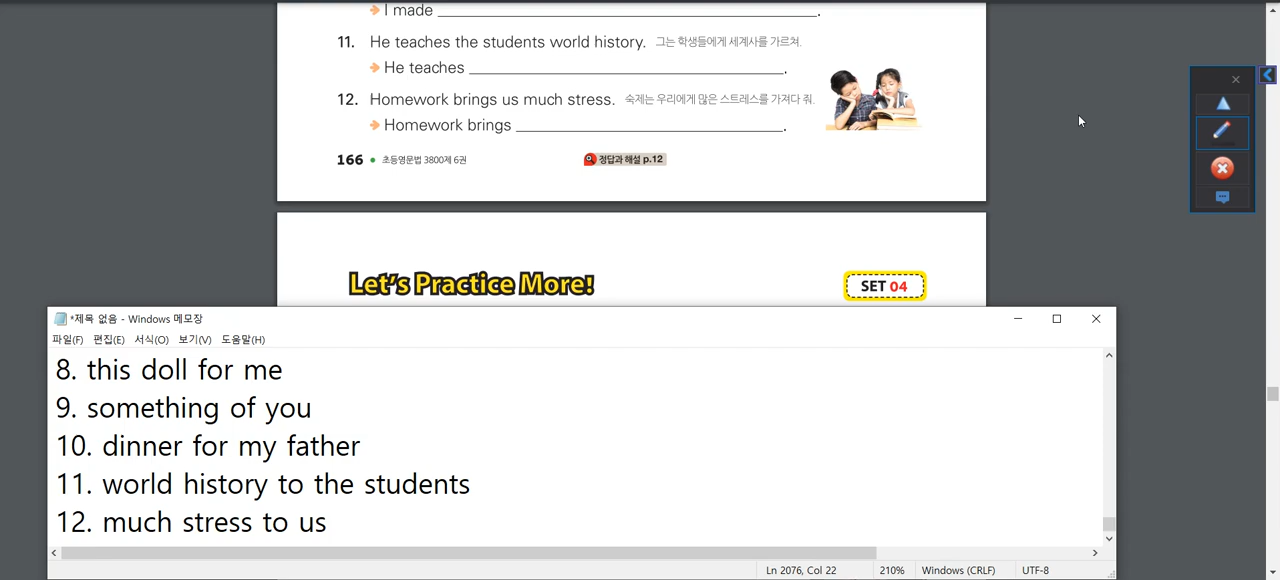 I made ______.
11. He teaches the students world history. 그는 학생들에게 세계사를 가르쳐.
He teaches ______.
12. Homework brings us much stress. 숙제는 우리에게 많은 스트레스를 가져다 줘.
Homework brings ______.
166 ● 초등영문법 3800제 6권
정답과 해설 p.12
Let's Practice More!
SET 04
*제목 없음 - Windows 메모장
파일(F) 편집(E) 서식(O) 보기(V) 도움말(H)
8. this doll for me
9. something of you
10. dinner for my father
11. world history to the students
12. much stress to us
Ln 2076, Col 22 210% Windows (CRLF) UTF-8